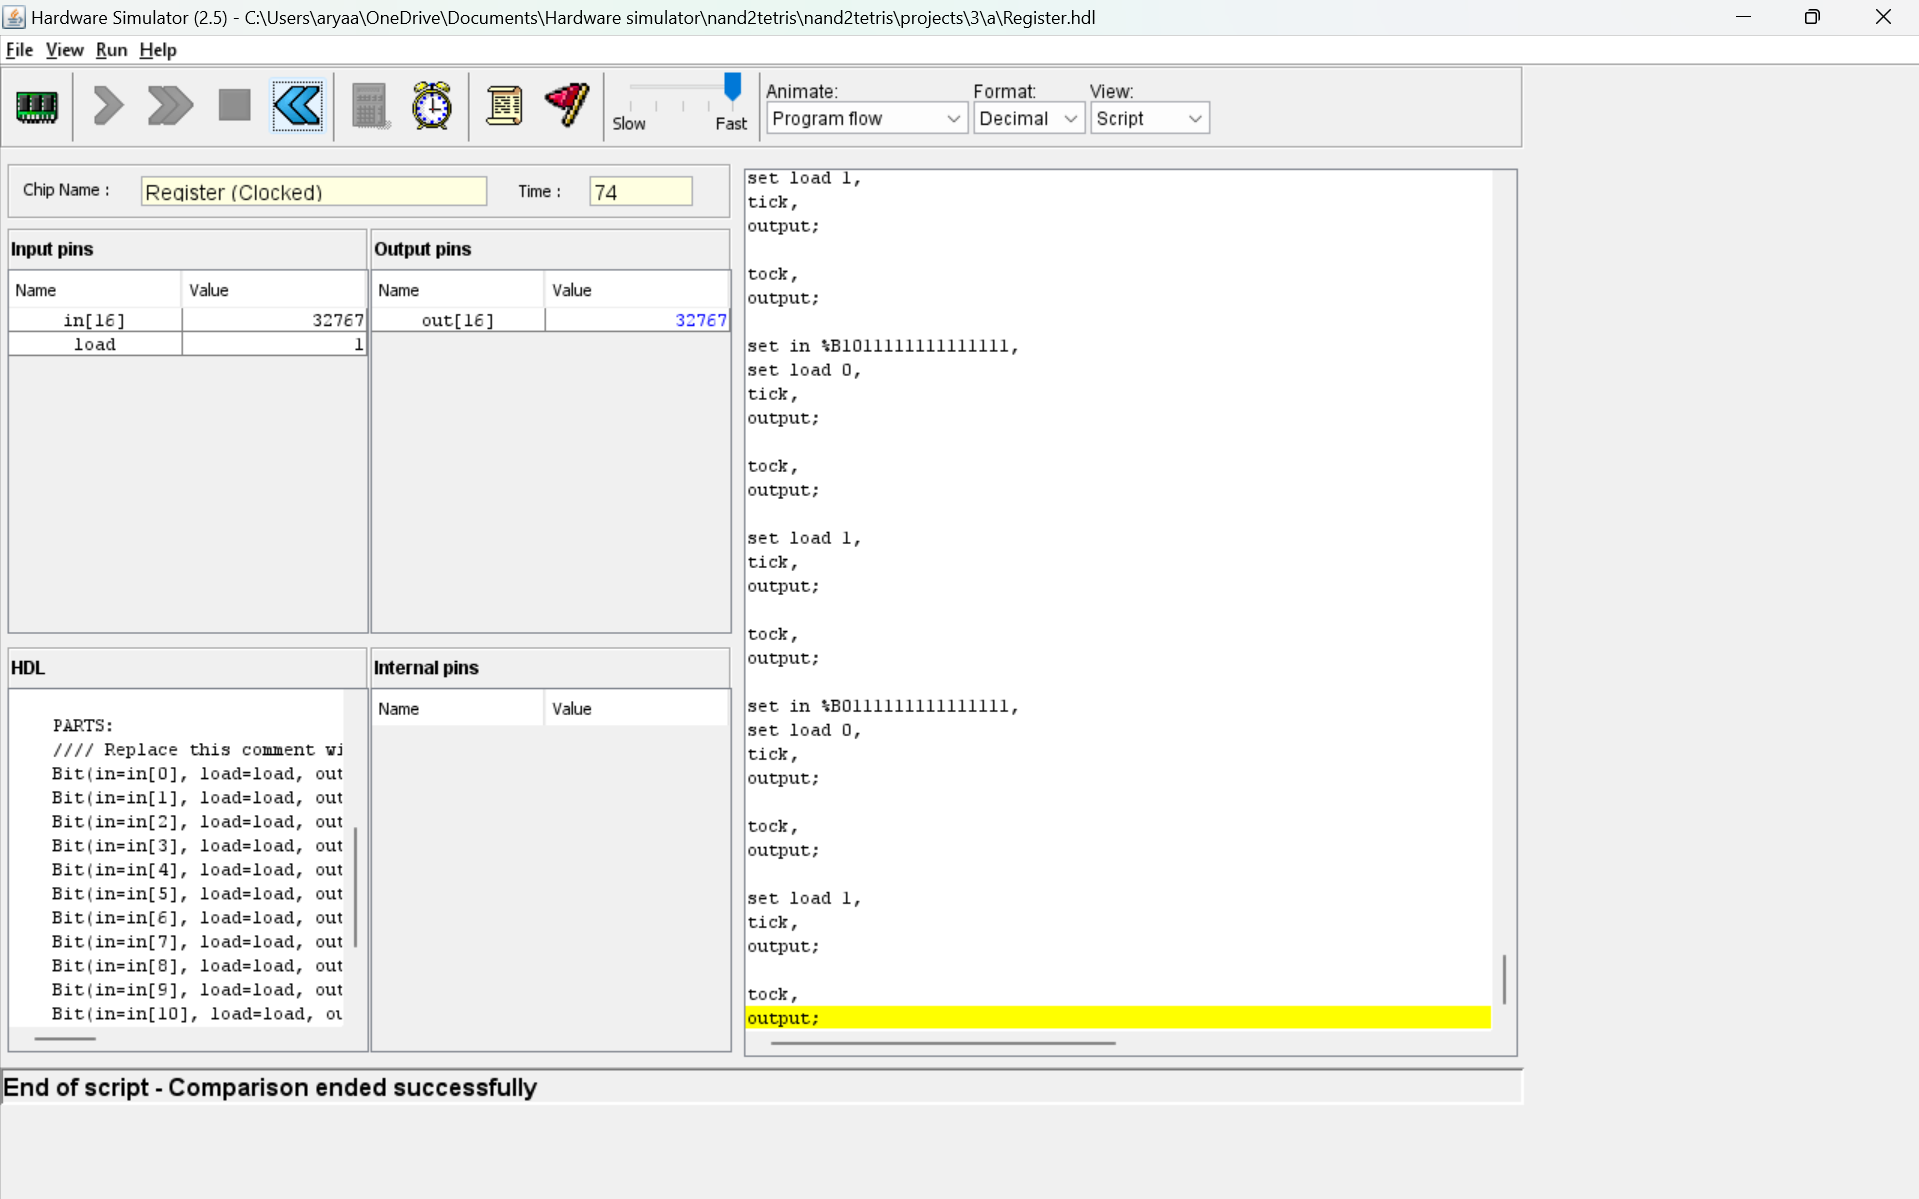 Hardware Simulator (2.5) - C:\Users\aryaa\OneDrive\Documents\Hardware simulator\nand2tetris\nand2tetris\projects\3\a\Register.hdl
File View Run Help
Slow Fast
Animate: Format: View:
Program flow Decimal Script
Chip Name : Register (Clocked) Time : 74
Input pins
Name Value
in[16] 32767
load 1
Output pins
Name Value
out[16] 32767
HDL
PARTS:
//// Replace this comment wi
Bit(in=in[0], load=load, out
Bit(in=in[1], load=load, out
Bit(in=in[2], load=load, out
Bit(in=in[3], load=load, out
Bit(in=in[4], load=load, out
Bit(in=in[5], load=load, out
Bit(in=in[6], load=load, out
Bit(in=in[7], load=load, out
Bit(in=in[8], load=load, out
Bit(in=in[9], load=load, out
Bit(in=in[10], load=load, ou
Internal pins
Name Value
set load 1,
tick,
output;
tock,
output;
set in %B1011111111111111,
set load 0,
tick,
output;
tock,
output;
set load 1,
tick,
output;
tock,
output;
set in %B0111111111111111,
set load 0,
tick,
output;
tock,
output;
set load 1,
tick,
output;
tock,
output;
End of script - Comparison ended successfully